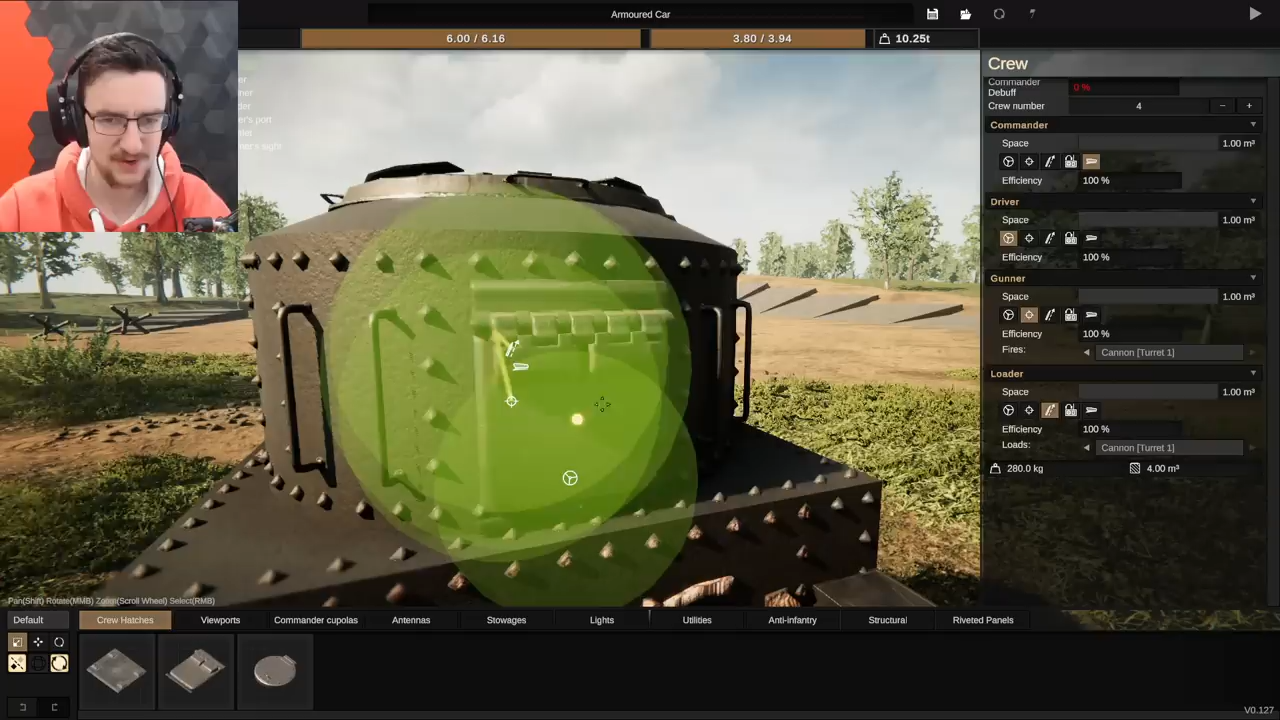 Armoured Car
6.00 / 6.16
3.80 / 3.94
10.25t
Crew
Commander
Debuff
0 %
Crew number
4
−
+
Commander
Space
1.00 m³
Efficiency
100 %
Driver
Space
1.00 m³
Efficiency
100 %
Gunner
Space
1.00 m³
Efficiency
100 %
Fires:
Cannon [Turret 1]
Loader
Space
1.00 m³
Efficiency
100 %
Loads:
Cannon [Turret 1]
280.0 kg
4.00 m³
Pan(Shift) Rotate(MMB) Zoom(Scroll Wheel) Select(RMB)
Default
Crew Hatches
Viewports
Commander cupolas
Antennas
Stowages
Lights
Utilities
Anti-infantry
Structural
Riveted Panels
V0.127